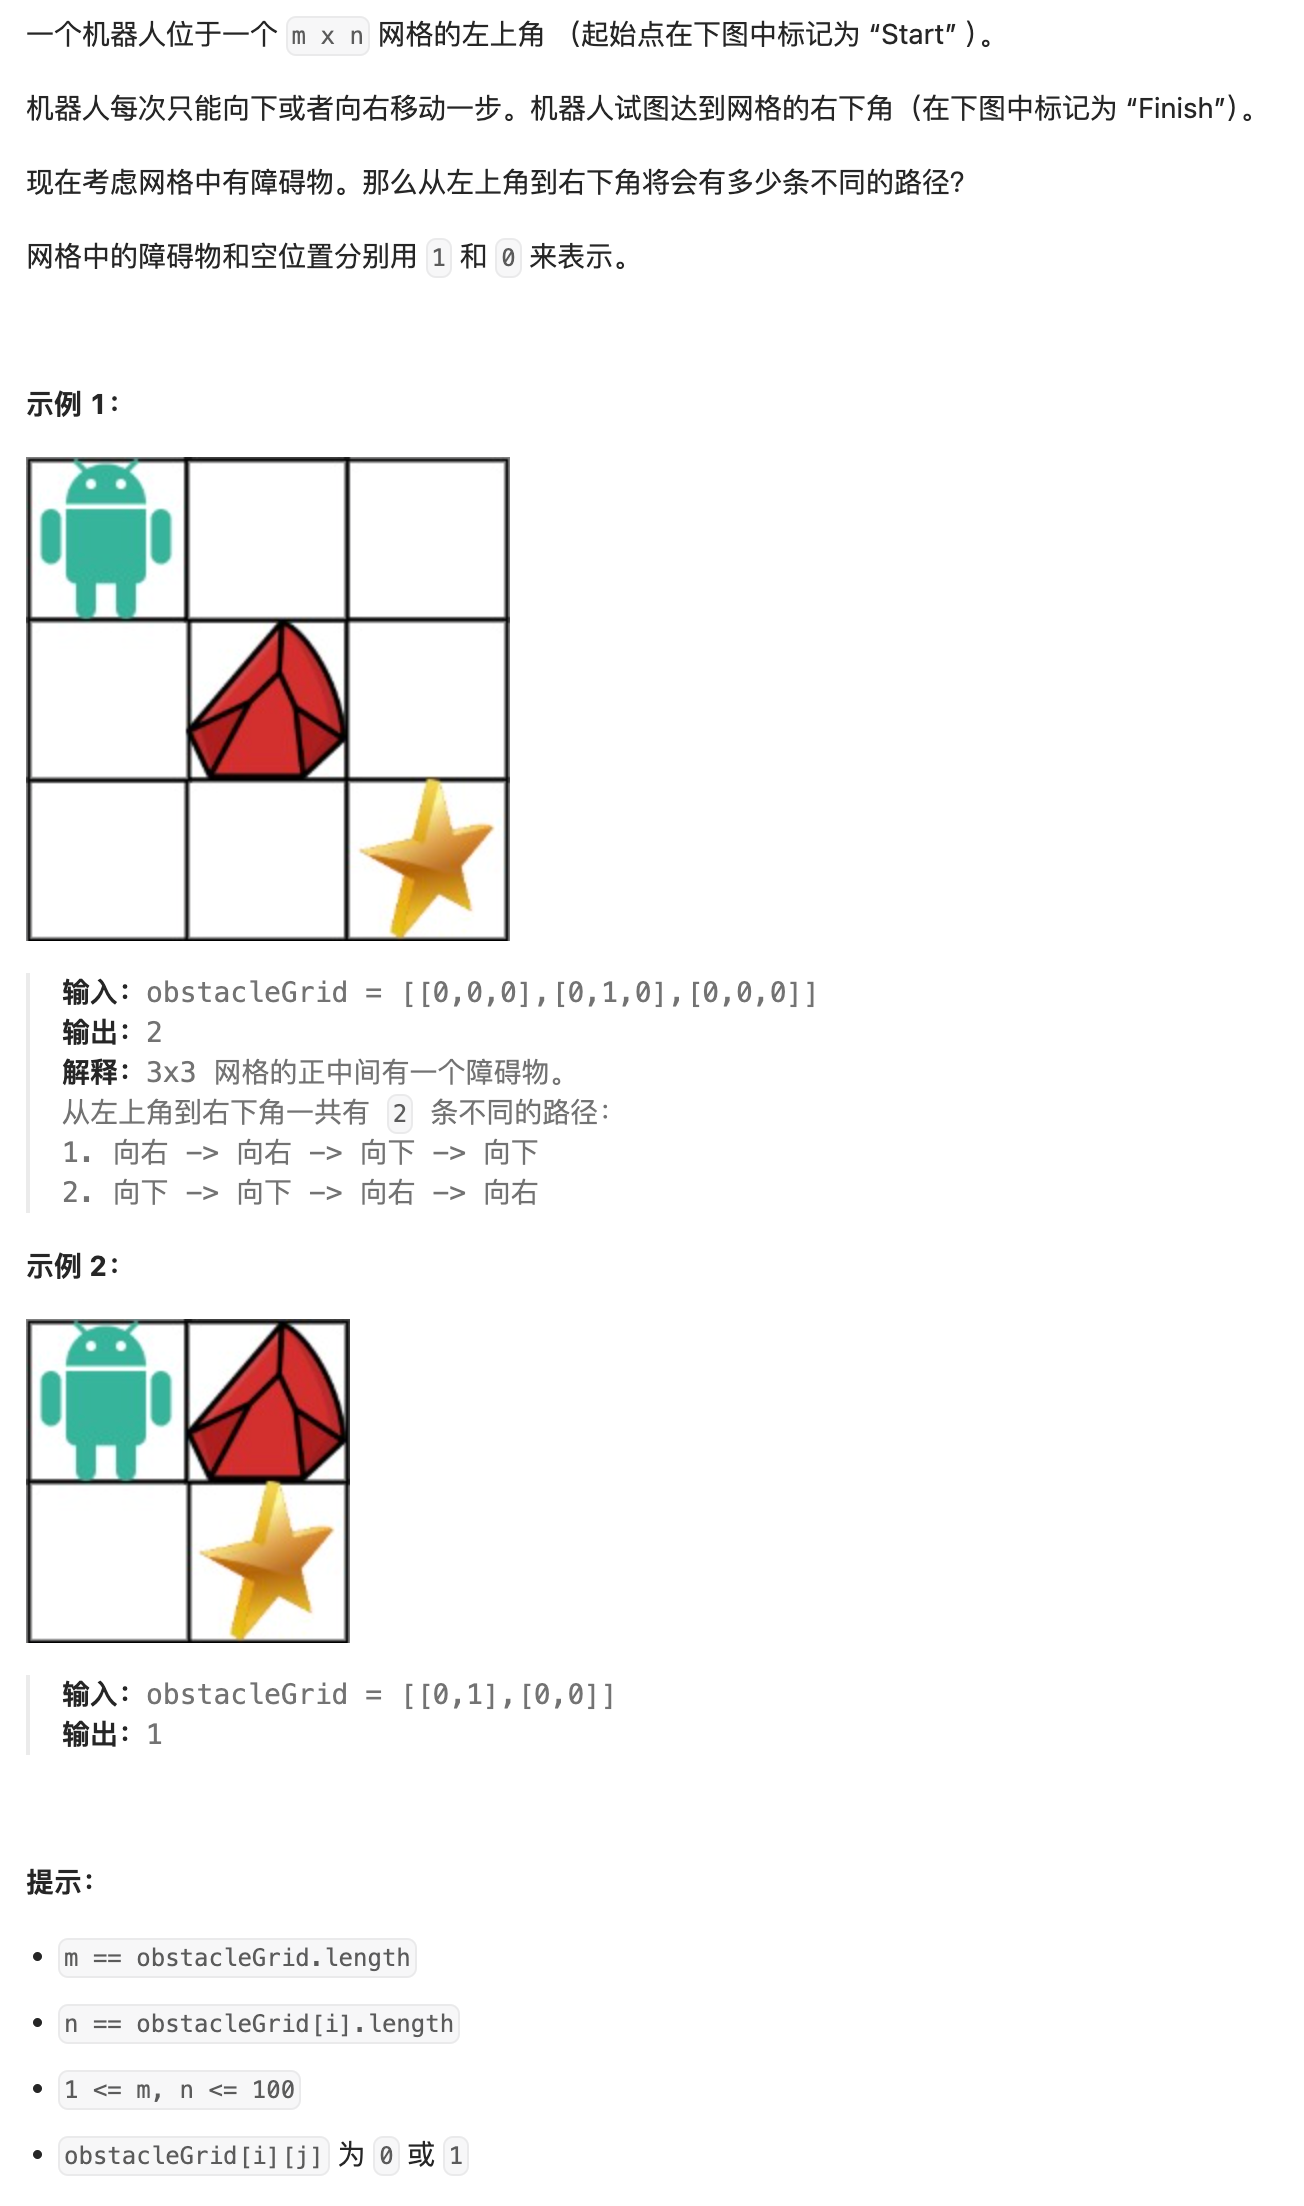 一个机器人位于一个 m x n 网格的左上角 （起始点在下图中标记为 “Start” ）。
机器人每次只能向下或者向右移动一步。机器人试图达到网格的右下角（在下图中标记为 “Finish”）。
现在考虑网格中有障碍物。那么从左上角到右下角将会有多少条不同的路径?
网格中的障碍物和空位置分别用 1 和 0 来表示。
示例 1：
输入：obstacleGrid = [[0,0,0],[0,1,0],[0,0,0]]
输出：2
解释：3x3 网格的正中间有一个障碍物。
从左上角到右下角一共有 2 条不同的路径：
1. 向右 -> 向右 -> 向下 -> 向下
2. 向下 -> 向下 -> 向右 -> 向右
示例 2：
输入：obstacleGrid = [[0,1],[0,0]]
输出：1
提示：
• m == obstacleGrid.length
• n == obstacleGrid[i].length
• 1 <= m, n <= 100
• obstacleGrid[i][j] 为 0 或 1